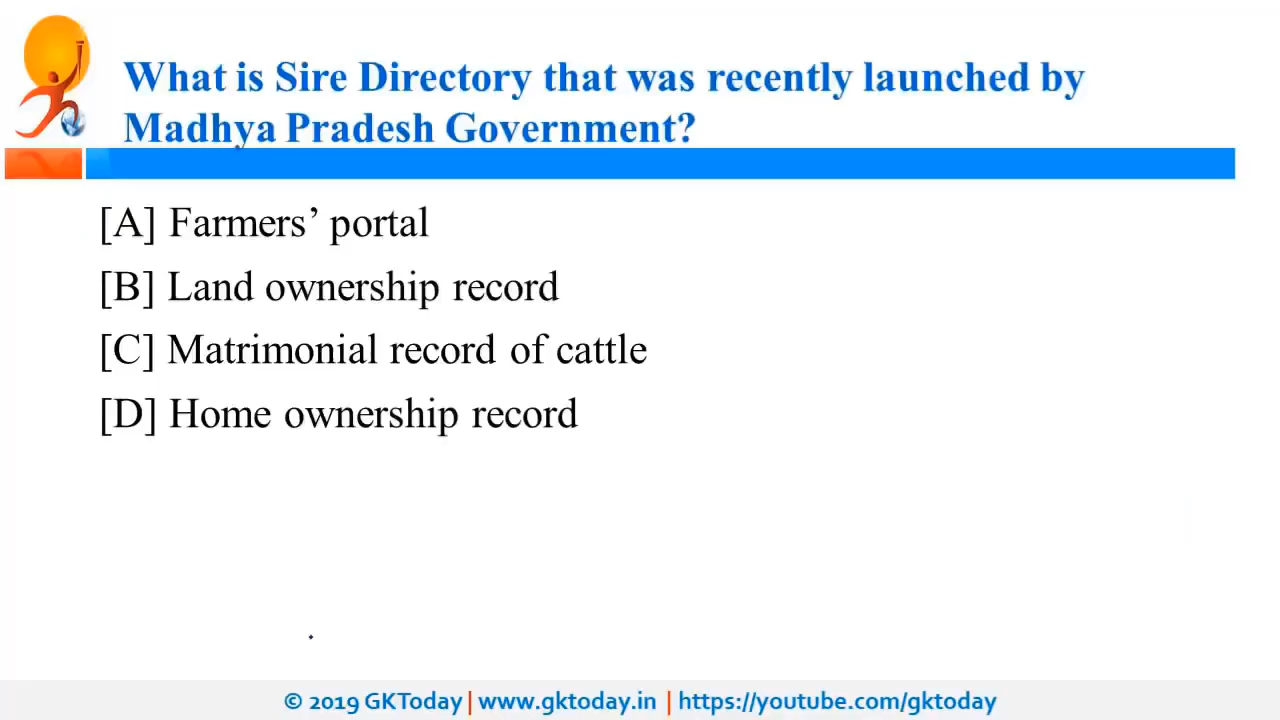 What is Sire Directory that was recently launched by
Madhya Pradesh Government?
[A] Farmers’ portal
[B] Land ownership record
[C] Matrimonial record of cattle
[D] Home ownership record
© 2019 GKToday | www.gktoday.in | https://youtube.com/gktoday